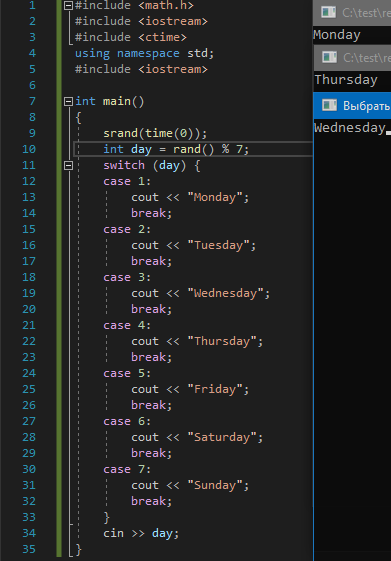 1 #include <math.h>
2 #include <iostream>
3 #include <ctime>
4 using namespace std;
5 #include <iostream>
6
7 int main()
8 {
9 srand(time(0));
10 int day = rand() % 7;
11 switch (day) {
12 case 1:
13 cout << "Monday";
14 break;
15 case 2:
16 cout << "Tuesday";
17 break;
18 case 3:
19 cout << "Wednesday";
20 break;
21 case 4:
22 cout << "Thursday";
23 break;
24 case 5:
25 cout << "Friday";
26 break;
27 case 6:
28 cout << "Saturday";
29 break;
30 case 7:
31 cout << "Sunday";
32 break;
33 }
34 cin >> day;
35 }
C:\test\re
Monday
C:\test\re
Thursday
Выбрать
Wednesday